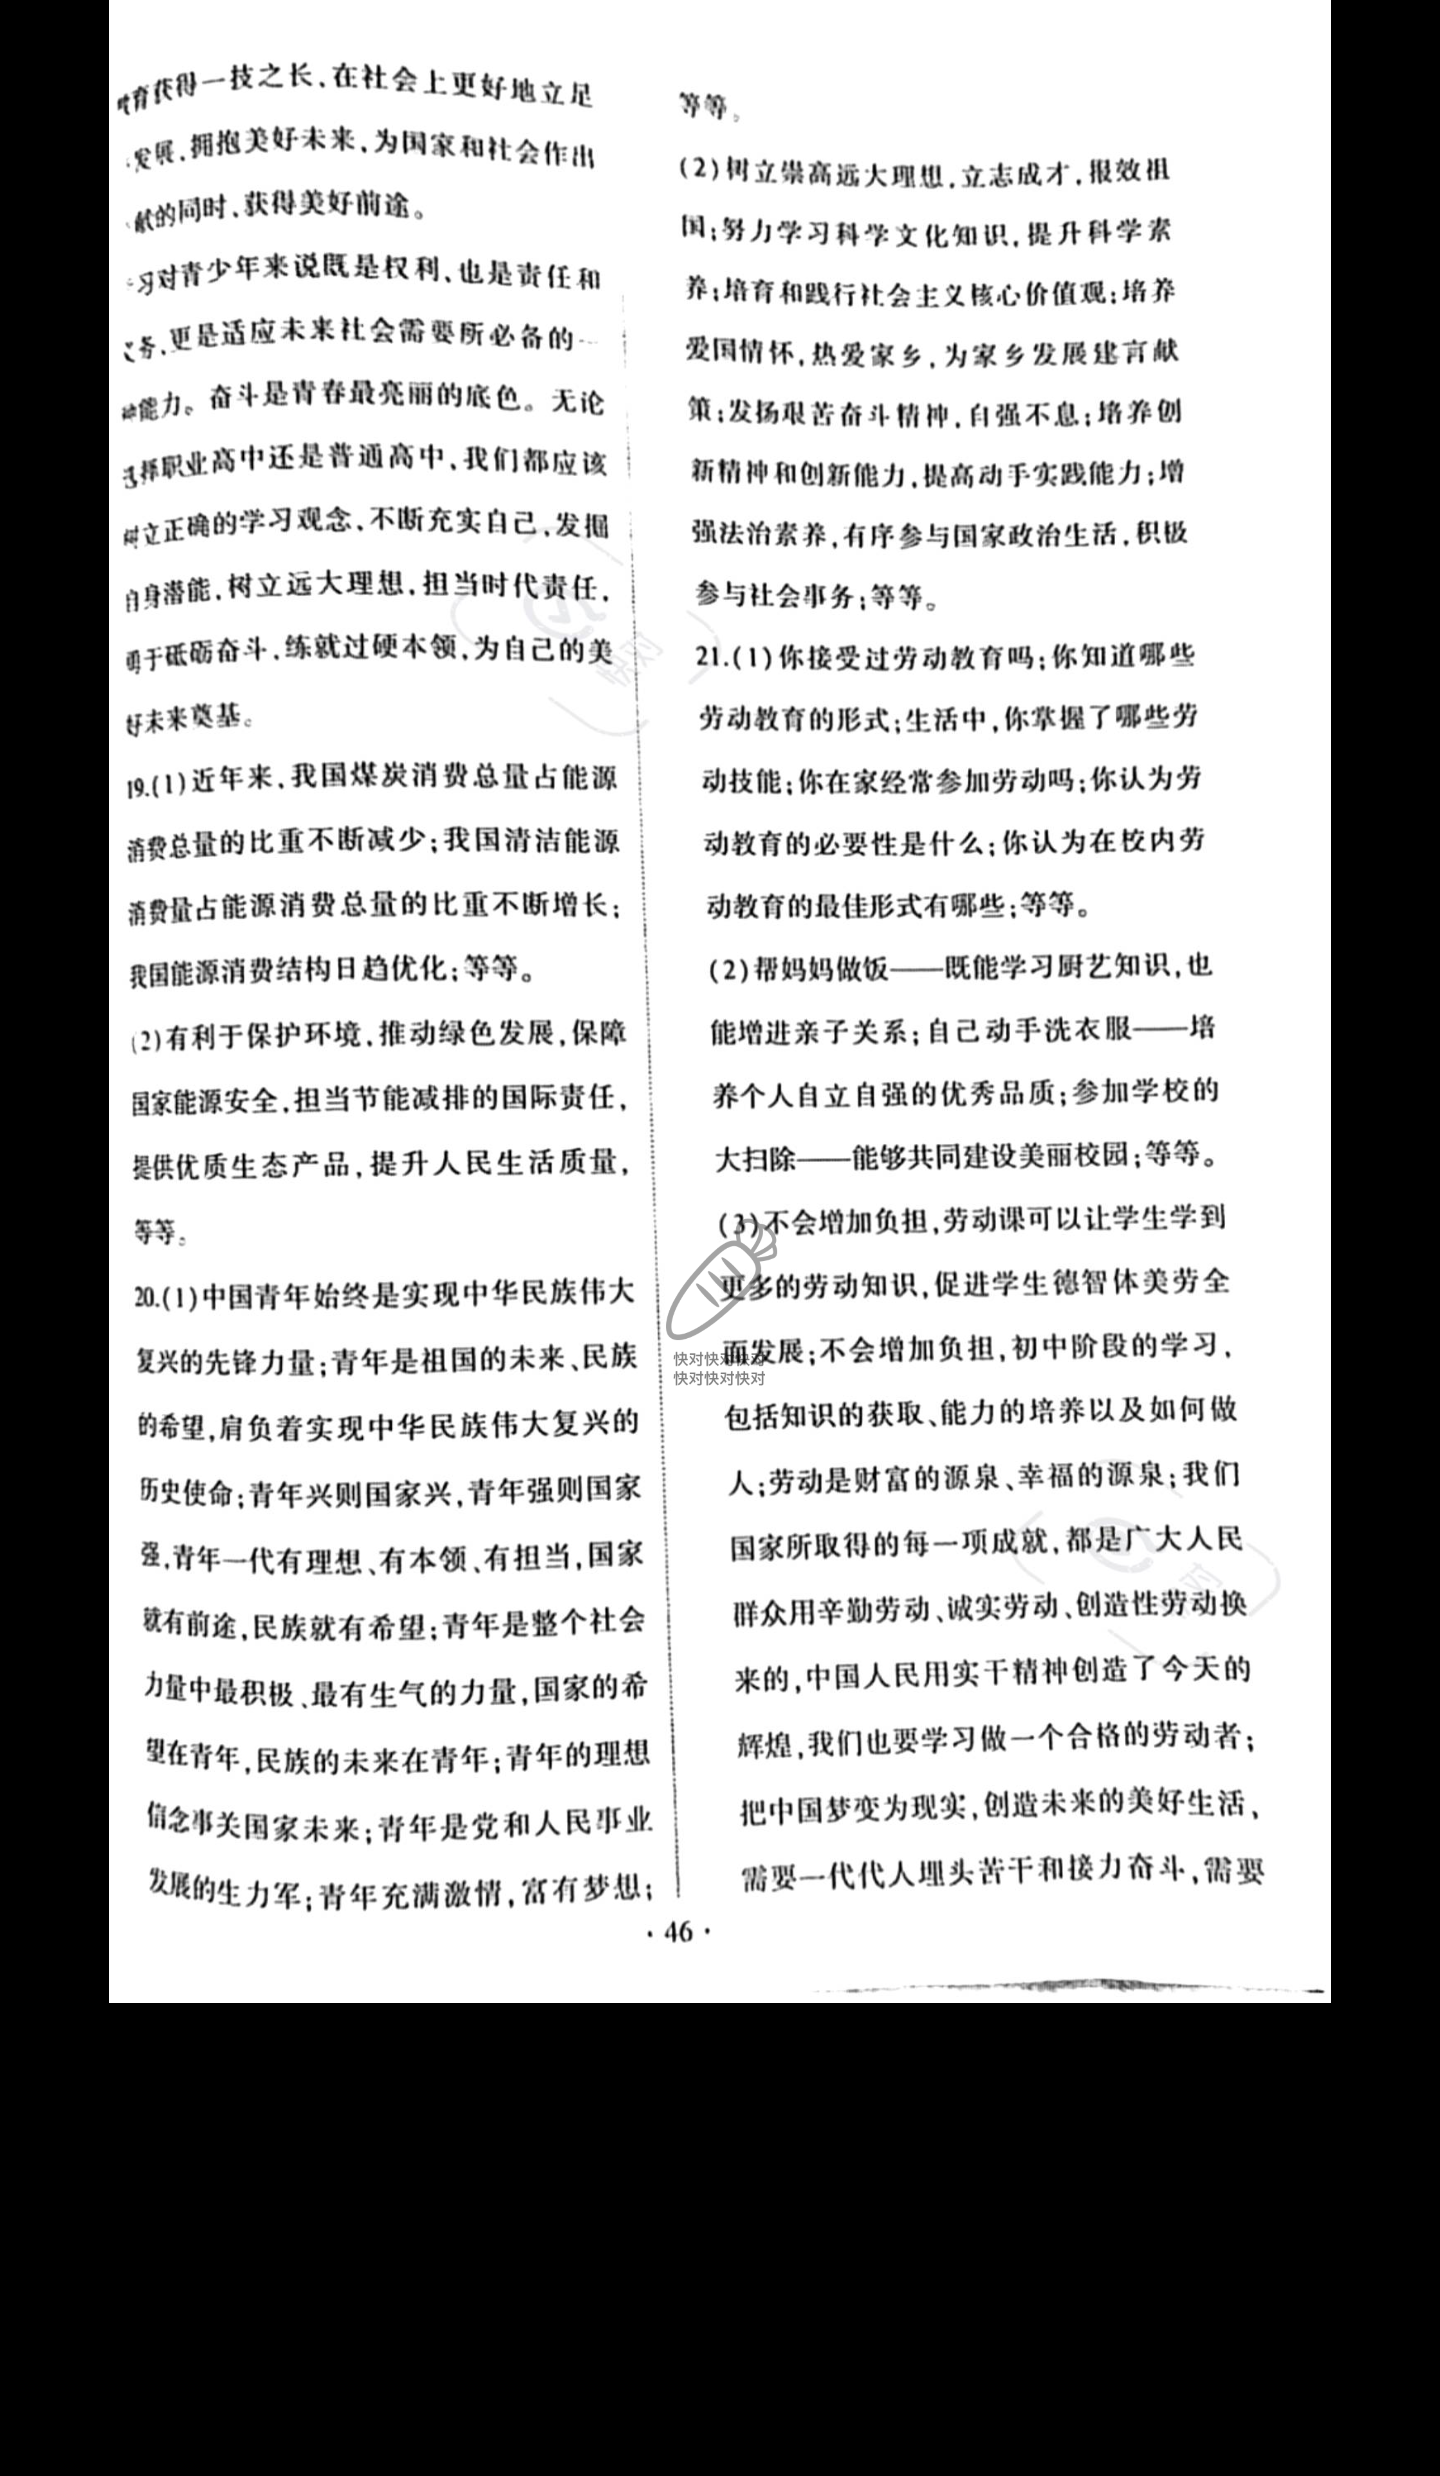 育获得一技之长,在社会上更好地立足
发展,拥抱美好未来,为国家和社会作出
献的同时,获得美好前途。
习对青少年来说既是权利,也是责任和
务,更是适应未来社会需要所必备的一
能力。奋斗是青春最亮丽的底色。无论
选择职业高中还是普通高中,我们都应该
树立正确的学习观念,不断充实自己,发掘
自身潜能,树立远大理想,担当时代责任,
勇于砥砺奋斗,练就过硬本领,为自己的美
好未来奠基。
19.(1)近年来,我国煤炭消费总量占能源
消费总量的比重不断减少;我国清洁能源
消费量占能源消费总量的比重不断增长;
我国能源消费结构日趋优化;等等。
(2)有利于保护环境,推动绿色发展,保障
国家能源安全,担当节能减排的国际责任,
提供优质生态产品,提升人民生活质量,
等等。
20.(1)中国青年始终是实现中华民族伟大
复兴的先锋力量;青年是祖国的未来、民族
的希望,肩负着实现中华民族伟大复兴的
历史使命;青年兴则国家兴,青年强则国家
强,青年一代有理想、有本领、有担当,国家
就有前途,民族就有希望;青年是整个社会
力量中最积极、最有生气的力量,国家的希
望在青年,民族的未来在青年;青年的理想
信念事关国家未来;青年是党和人民事业
发展的生力军;青年充满激情,富有梦想;
等等。
(2)树立崇高远大理想,立志成才,报效祖
国;努力学习科学文化知识,提升科学素
养;培育和践行社会主义核心价值观;培养
爱国情怀,热爱家乡,为家乡发展建言献
策;发扬艰苦奋斗精神,自强不息;培养创
新精神和创新能力,提高动手实践能力;增
强法治素养,有序参与国家政治生活,积极
参与社会事务;等等。
21.(1)你接受过劳动教育吗;你知道哪些
劳动教育的形式;生活中,你掌握了哪些劳
动技能;你在家经常参加劳动吗;你认为劳
动教育的必要性是什么;你认为在校内劳
动教育的最佳形式有哪些;等等。
(2)帮妈妈做饭——既能学习厨艺知识,也
能增进亲子关系;自己动手洗衣服——培
养个人自立自强的优秀品质;参加学校的
大扫除——能够共同建设美丽校园;等等。
(3)不会增加负担,劳动课可以让学生学到
更多的劳动知识,促进学生德智体美劳全
面发展;不会增加负担,初中阶段的学习,
包括知识的获取、能力的培养以及如何做
人;劳动是财富的源泉、幸福的源泉;我们
国家所取得的每一项成就,都是广大人民
群众用辛勤劳动、诚实劳动、创造性劳动换
来的,中国人民用实干精神创造了今天的
辉煌,我们也要学习做一个合格的劳动者;
把中国梦变为现实,创造未来的美好生活,
需要一代代人埋头苦干和接力奋斗,需要
快对快对快对
快对快对快对
·46·